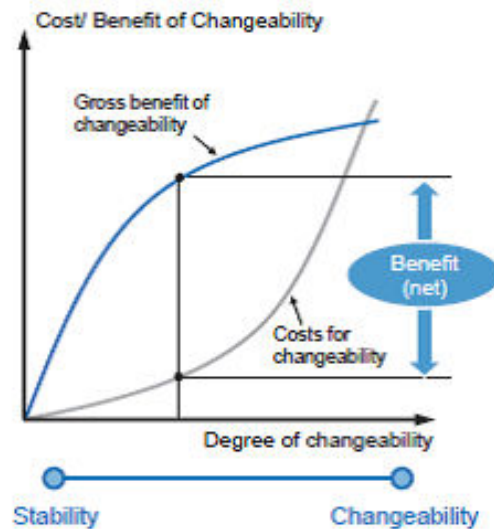 Cost/ Benefit of Changeability
Gross benefit of
changeability
Benefit
(net)
Costs for
changeability
Degree of changeability
Stability
Changeability